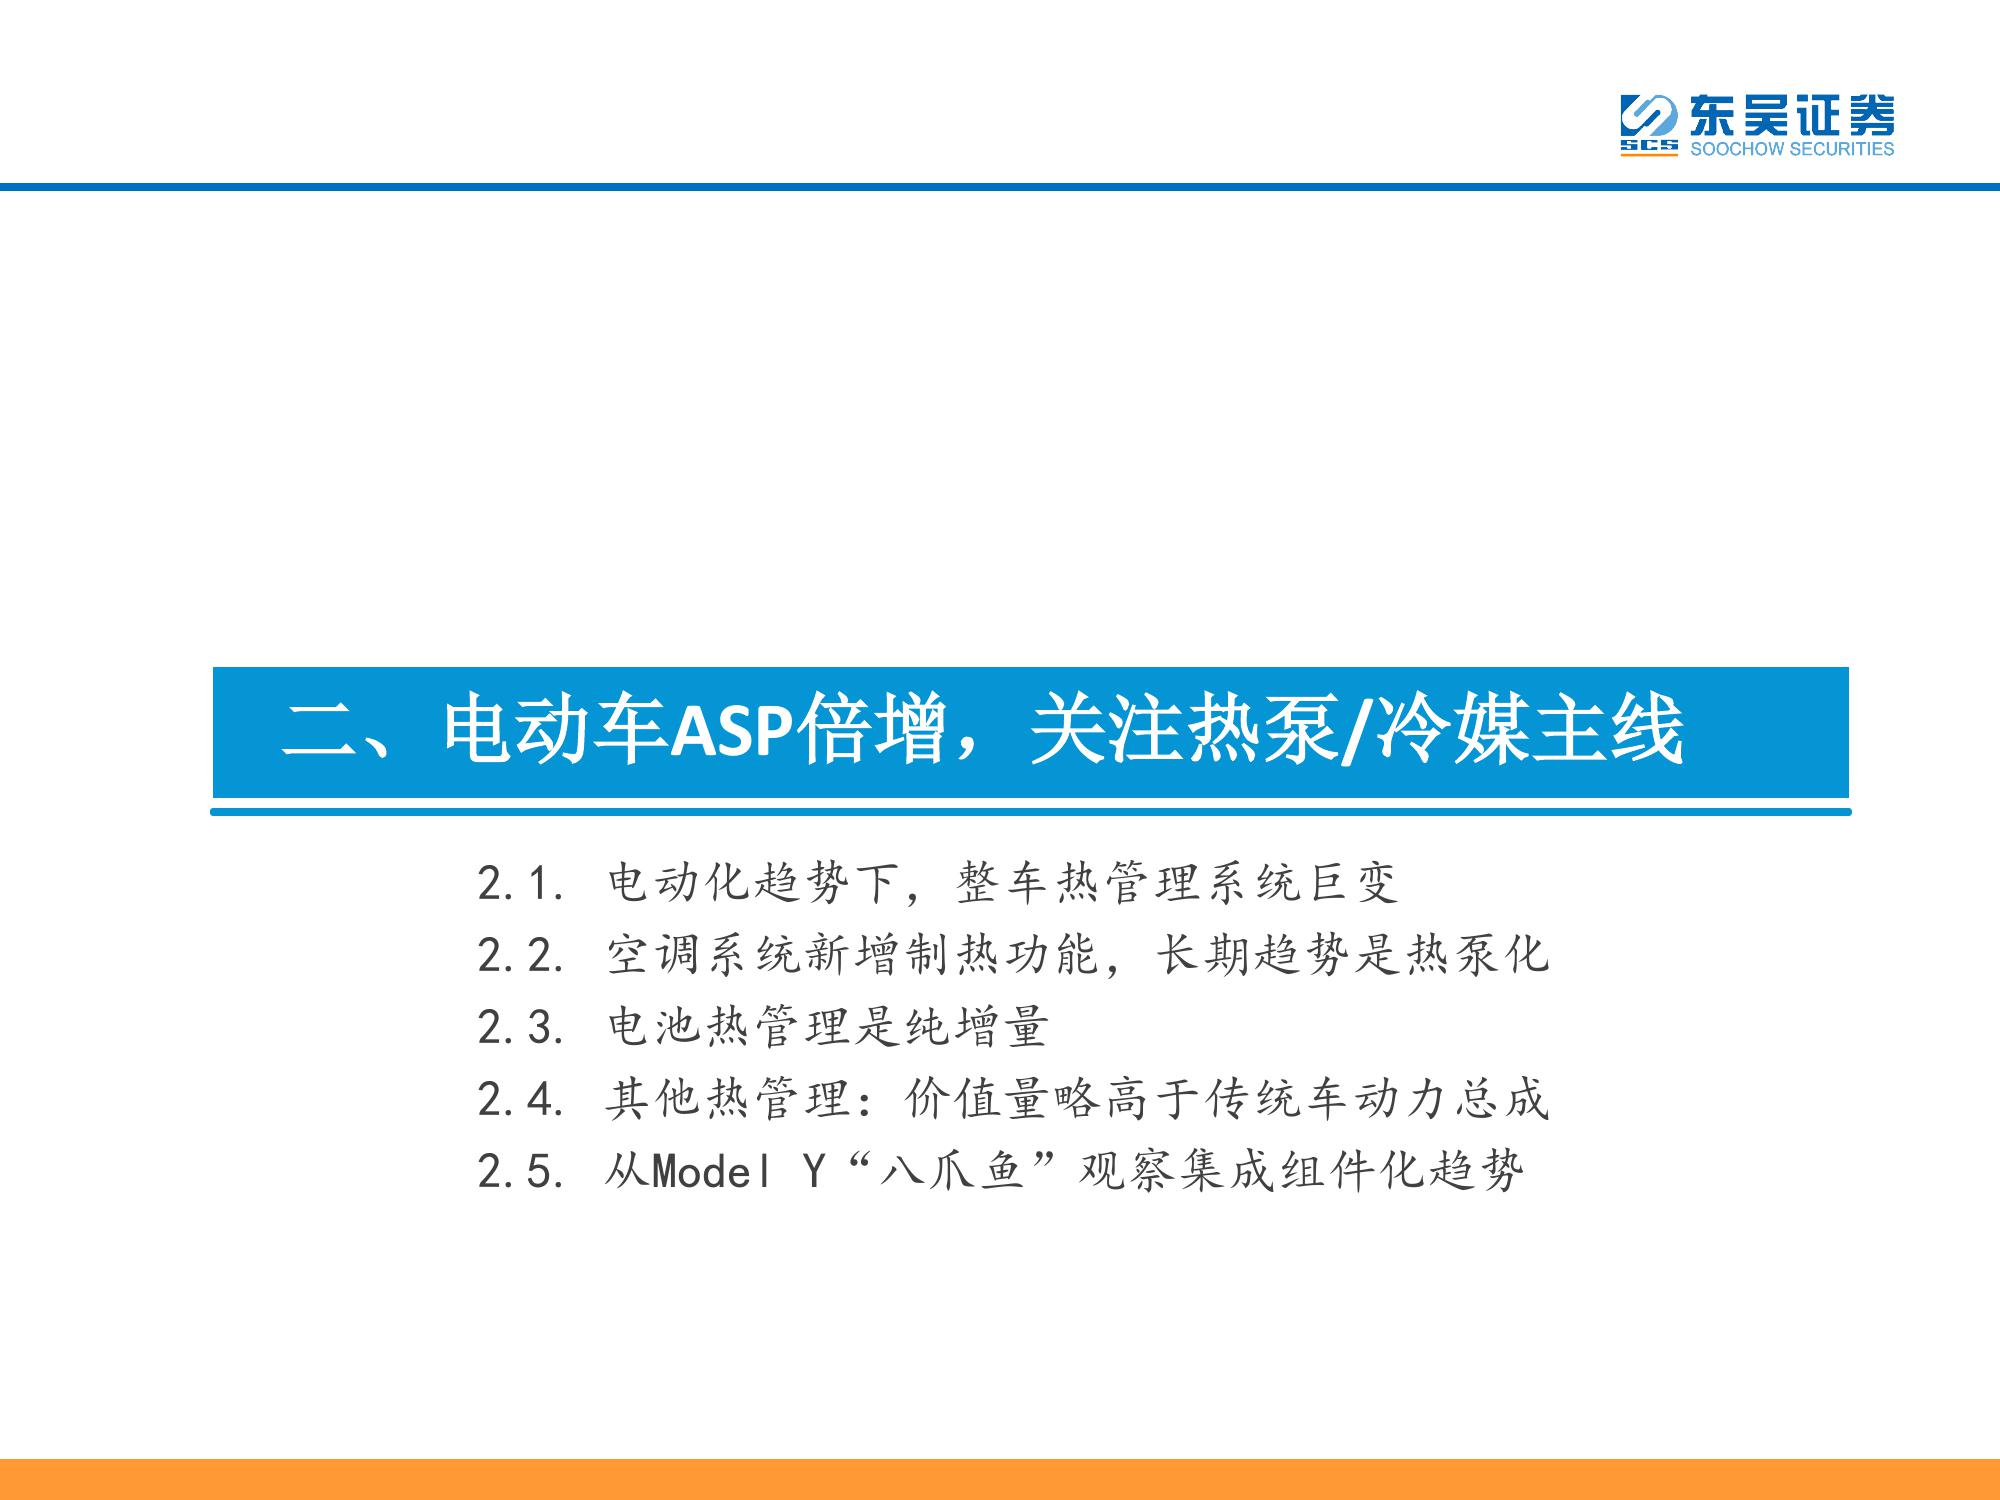 东吴证券
SCS
SOOCHOW SECURITIES
二、电动车ASP倍增，关注热泵/冷媒主线
2.1. 电动化趋势下，整车热管理系统巨变
2.2. 空调系统新增制热功能，长期趋势是热泵化
2.3. 电池热管理是纯增量
2.4. 其他热管理：价值量略高于传统车动力总成
2.5. 从Model Y“八爪鱼”观察集成组件化趋势